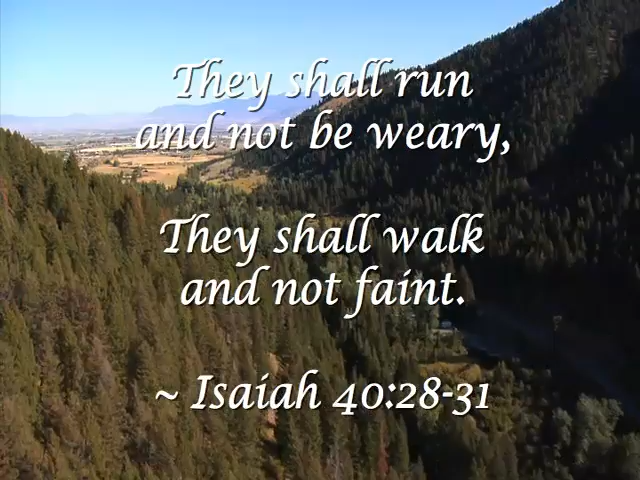 They shall run
and not be weary,
They shall walk
and not faint.
~ Isaiah 40:28-31